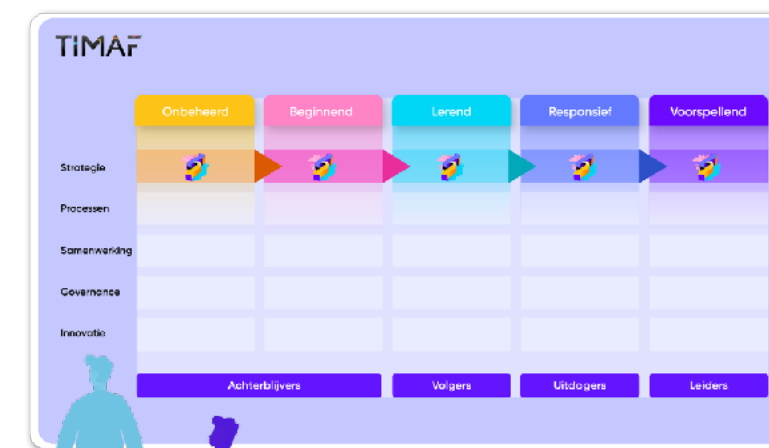 TIMAF
Onbeheerd Beginnend Lerend Responsief Voorspellend
Strategie
Processen
Samenwerking
Governance
Innovatie
Achterblijvers Volgers Uitdagers Leiders